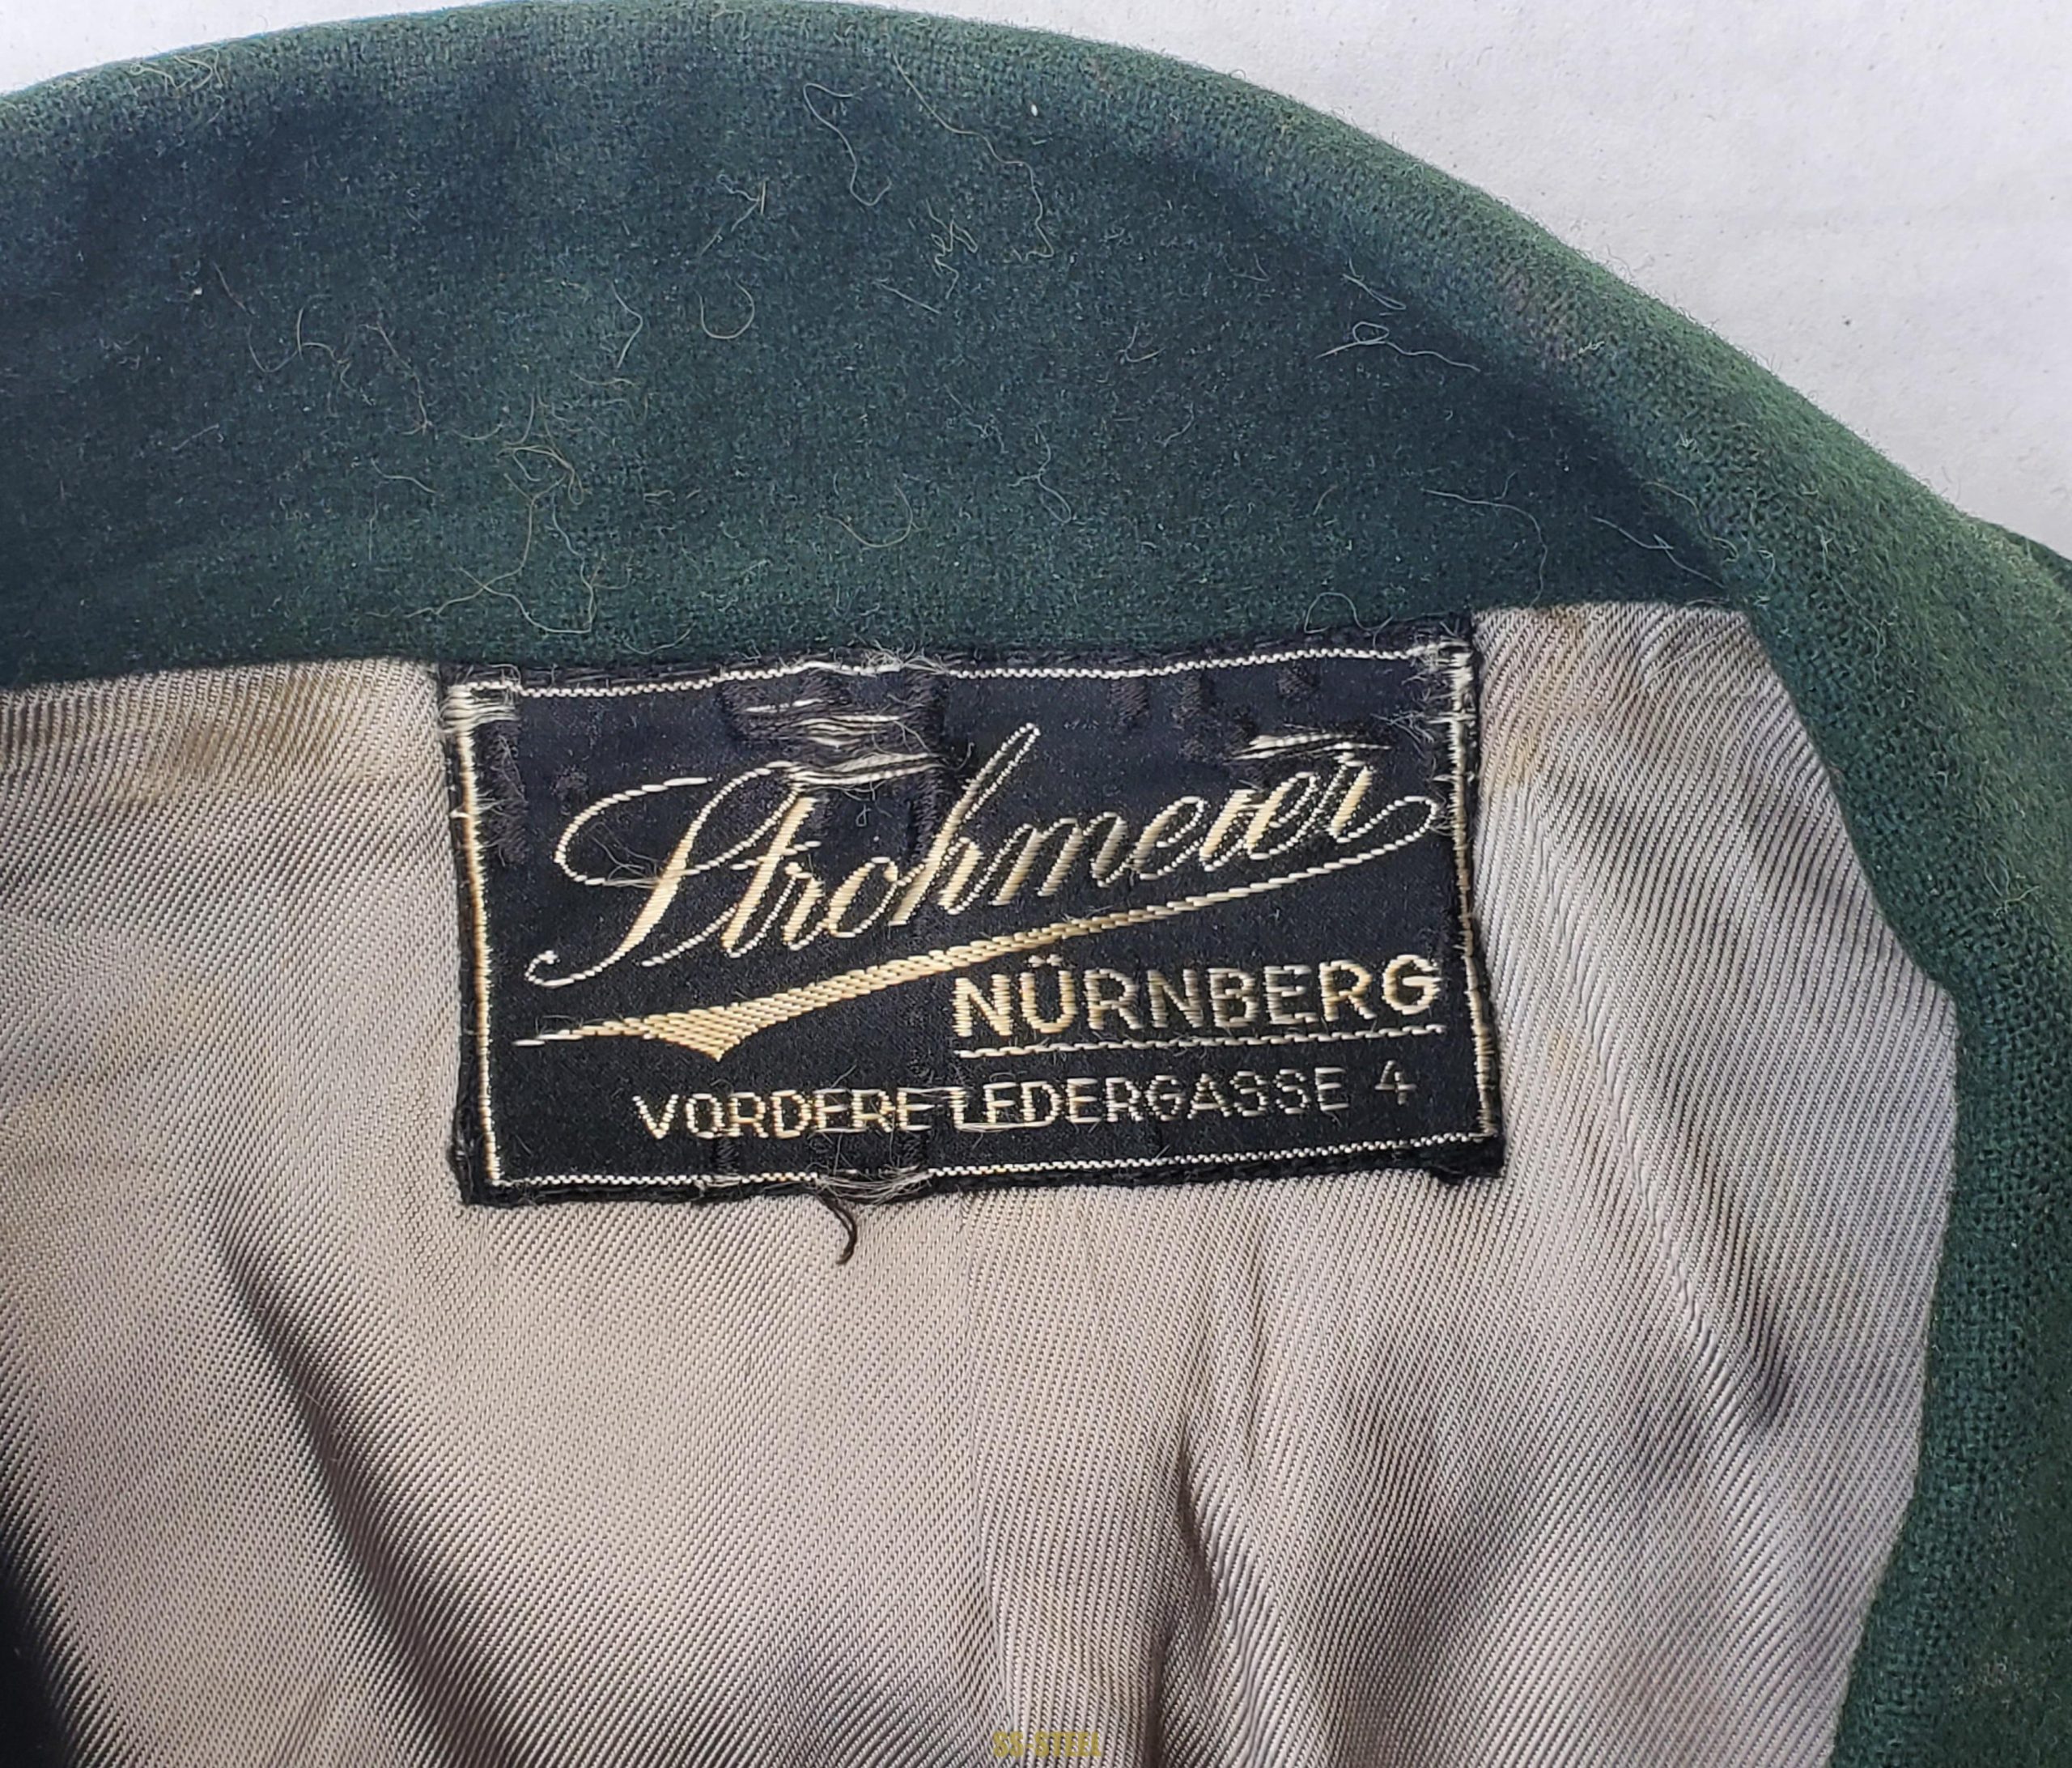 Strohmeier
NÜRNBERG
VORDERE LEDERGASSE 4
SS-STEEL